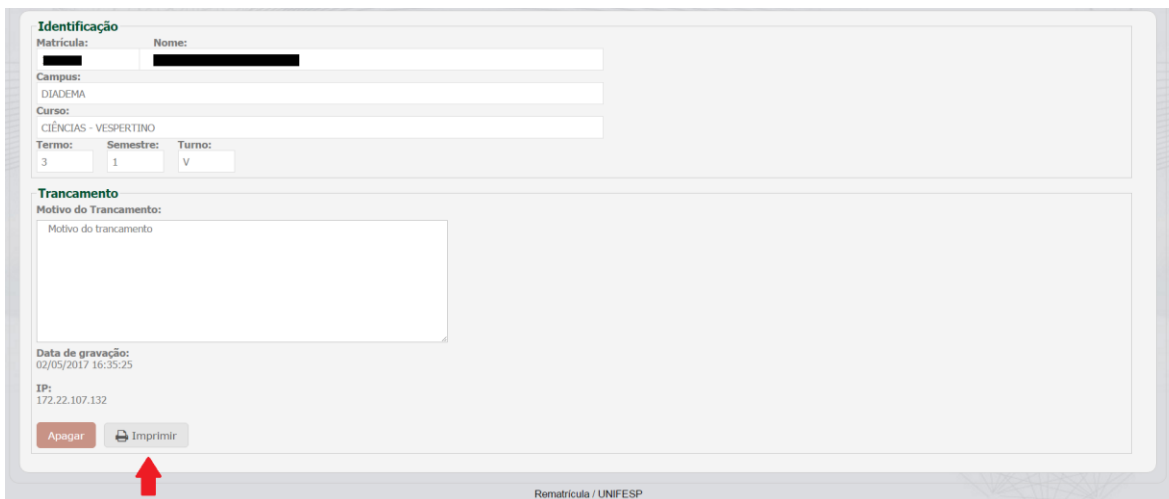 Identificação
Matrícula: Nome:
Campus:
DIADEMA
Curso:
CIÊNCIAS - VESPERTINO
Termo: Semestre: Turno:
3 1 V
Trancamento
Motivo do Trancamento:
Motivo do trancamento
Data de gravação:
02/05/2017 16:35:25
IP:
172.22.107.132
Apagar Imprimir
Rematrícula / UNIFESP